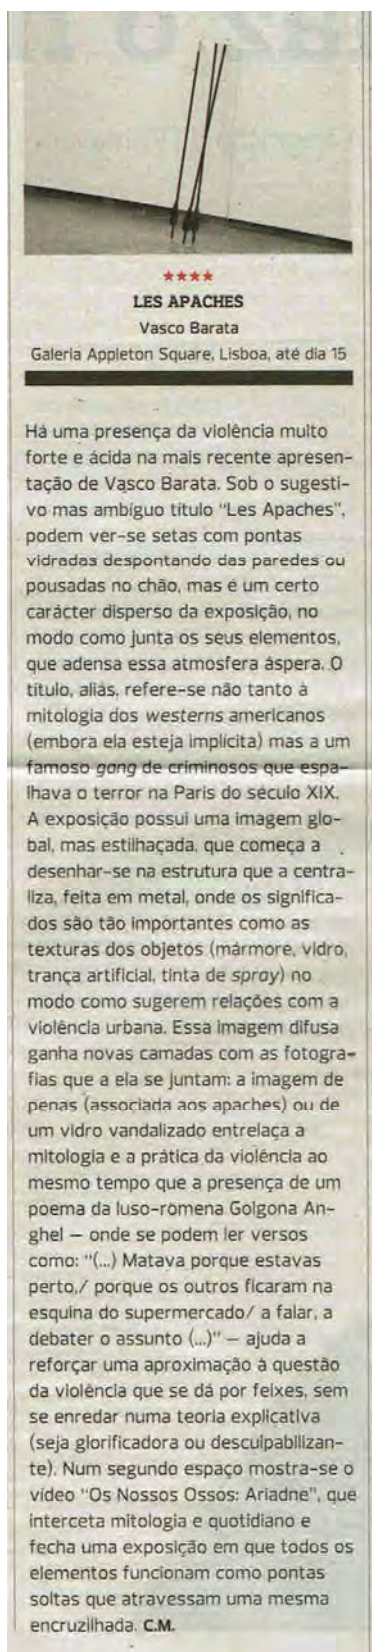 ★★★★
LES APACHES
Vasco Barata
Galeria Appleton Square, Lisboa, até dia 15
Há uma presença da violência muito
forte e ácida na mais recente apresen-
tação de Vasco Barata. Sob o sugesti-
vo mas ambíguo título "Les Apaches",
podem ver-se setas com pontas
vidradas despontando das paredes ou
pousadas no chão, mas é um certo
carácter disperso da exposição, no
modo como junta os seus elementos,
que adensa essa atmosfera áspera. O
título, aliás, refere-se não tanto à
mitologia dos westerns americanos
(embora ela esteja implícita) mas a um
famoso gang de criminosos que espa-
lhava o terror na Paris do século XIX.
A exposição possui uma imagem glo-
bal, mas estilhaçada, que começa a
desenhar-se na estrutura que a centra-
liza, feita em metal, onde os significa-
dos são tão importantes como as
texturas dos objetos (mármore, vidro,
trança artificial, tinta de spray) no
modo como sugerem relações com a
violência urbana. Essa imagem difusa
ganha novas camadas com as fotogra-
fias que a ela se juntam: a imagem de
penas (associada aos apaches) ou de
um vidro vandalizado entrelaça a
mitologia e a prática da violência ao
mesmo tempo que a presença de um
poema da luso-romena Golgona An-
ghel — onde se podem ler versos
como: "(...) Matava porque estavas
perto,/ porque os outros ficaram na
esquina do supermercado/ a falar, a
debater o assunto (...)" — ajuda a
reforçar uma aproximação à questão
da violência que se dá por feixes, sem
se enredar numa teoria explicativa
(seja glorificadora ou desculpabilizan-
te). Num segundo espaço mostra-se o
vídeo "Os Nossos Ossos: Ariadne", que
interceta mitologia e quotidiano e
fecha uma exposição em que todos os
elementos funcionam como pontas
soltas que atravessam uma mesma
encruzilhada. C.M.